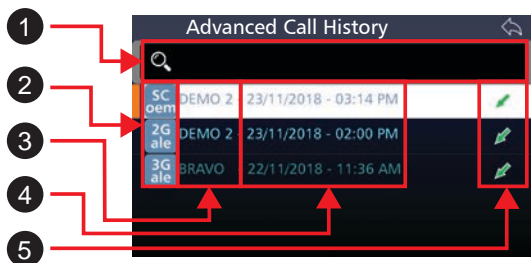 1
Advanced Call History
2
SC
oem
DEMO 2 - 23/11/2018 - 03:14 PM
2G
ale
DEMO 2 - 23/11/2018 - 02:00 PM
3
3G
ale
BRAVO 22/11/2018 - 11:36 AM
4
5